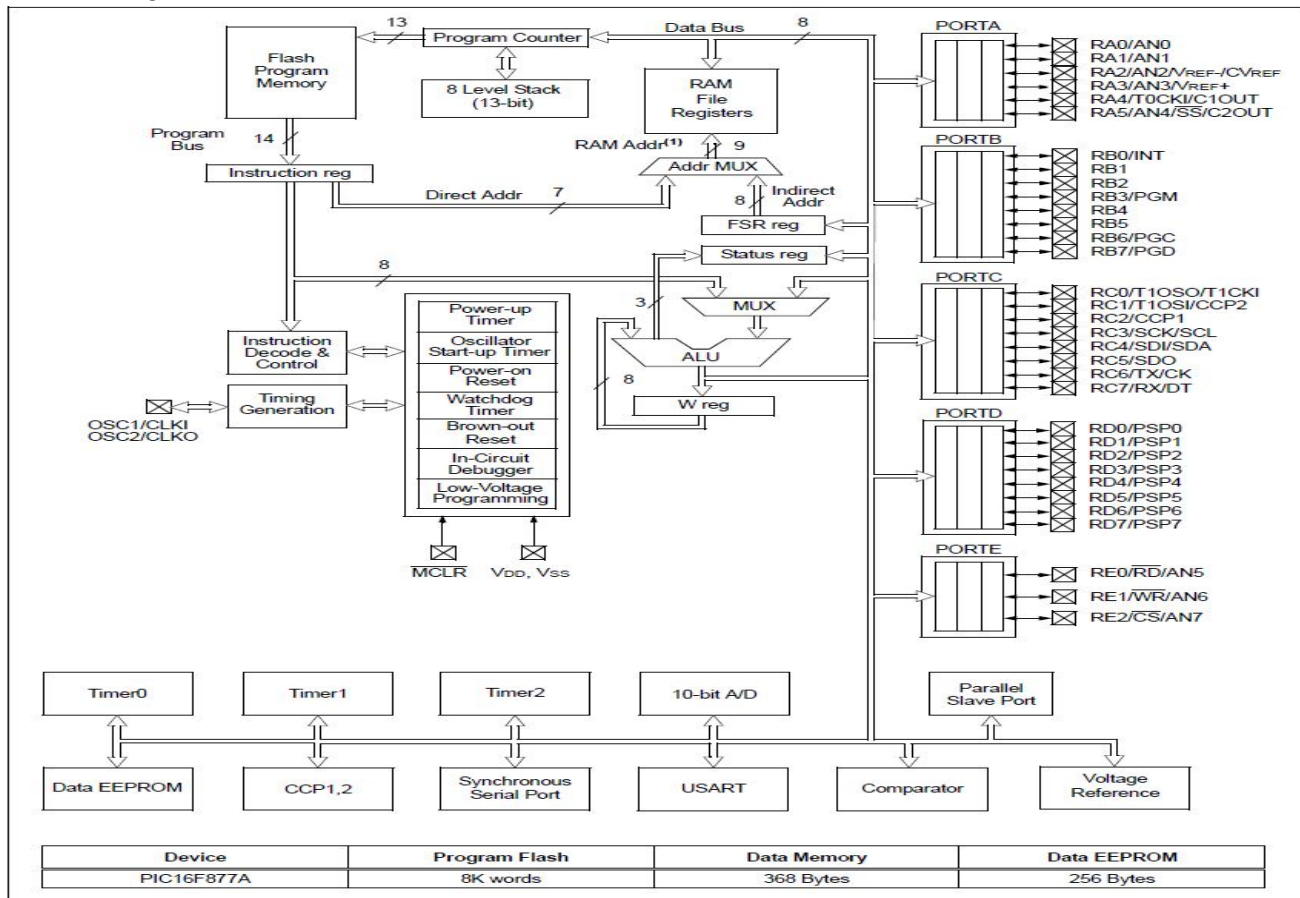 13
Program Counter
Data Bus
8
PORTA
Flash
Program
Memory
8 Level Stack
(13-bit)
RAM
File
Registers
RA0/AN0
RA1/AN1
RA2/AN2/VREF-/CVREF
RA3/AN3/VREF+
RA4/T0CKI/C1OUT
RA5/AN4/SS/C2OUT
Program
Bus
14
RAM Addr(1)
9
PORTB
Instruction reg
Addr MUX
Direct Addr
7
8
Indirect
Addr
FSR reg
RB0/INT
RB1
RB2
RB3/PGM
RB4
RB5
RB6/PGC
RB7/PGD
Status reg
8
3
MUX
PORTC
RC0/T1OSO/T1CKI
RC1/T1OSI/CCP2
RC2/CCP1
RC3/SCK/SCL
RC4/SDI/SDA
RC5/SDO
RC6/TX/CK
RC7/RX/DT
Power-up
Timer
Oscillator
Start-up Timer
Power-on
Reset
Watchdog
Timer
Brown-out
Reset
In-Circuit
Debugger
Low-Voltage
Programming
Instruction
Decode &
Control
Timing
Generation
OSC1/CLKI
OSC2/CLKO
ALU
8
W reg
PORTD
RD0/PSP0
RD1/PSP1
RD2/PSP2
RD3/PSP3
RD4/PSP4
RD5/PSP5
RD6/PSP6
RD7/PSP7
MCLR
VDD, VSS
PORTE
RE0/RD/AN5
RE1/WR/AN6
RE2/CS/AN7
Timer0
Timer1
Timer2
10-bit A/D
Parallel
Slave Port
Data EEPROM
CCP1,2
Synchronous
Serial Port
USART
Comparator
Voltage
Reference
Device Program Flash Data Memory Data EEPROM
PIC16F877A 8K words 368 Bytes 256 Bytes